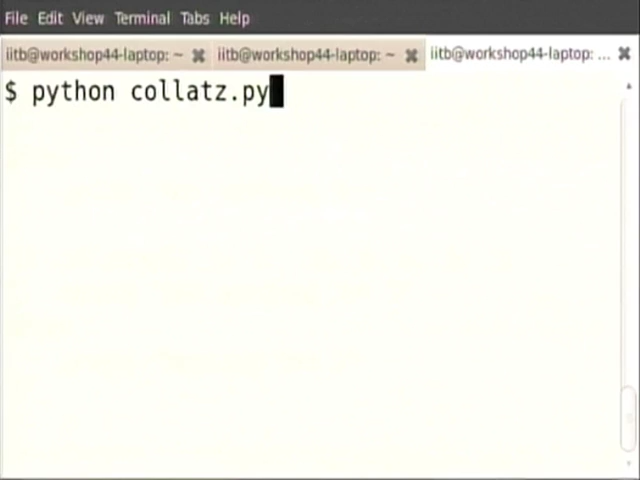 File Edit View Terminal Tabs Help
iitb@workshop44-laptop: ~ iitb@workshop44-laptop: ~ iitb@workshop44-laptop: ...
$ python collatz.py